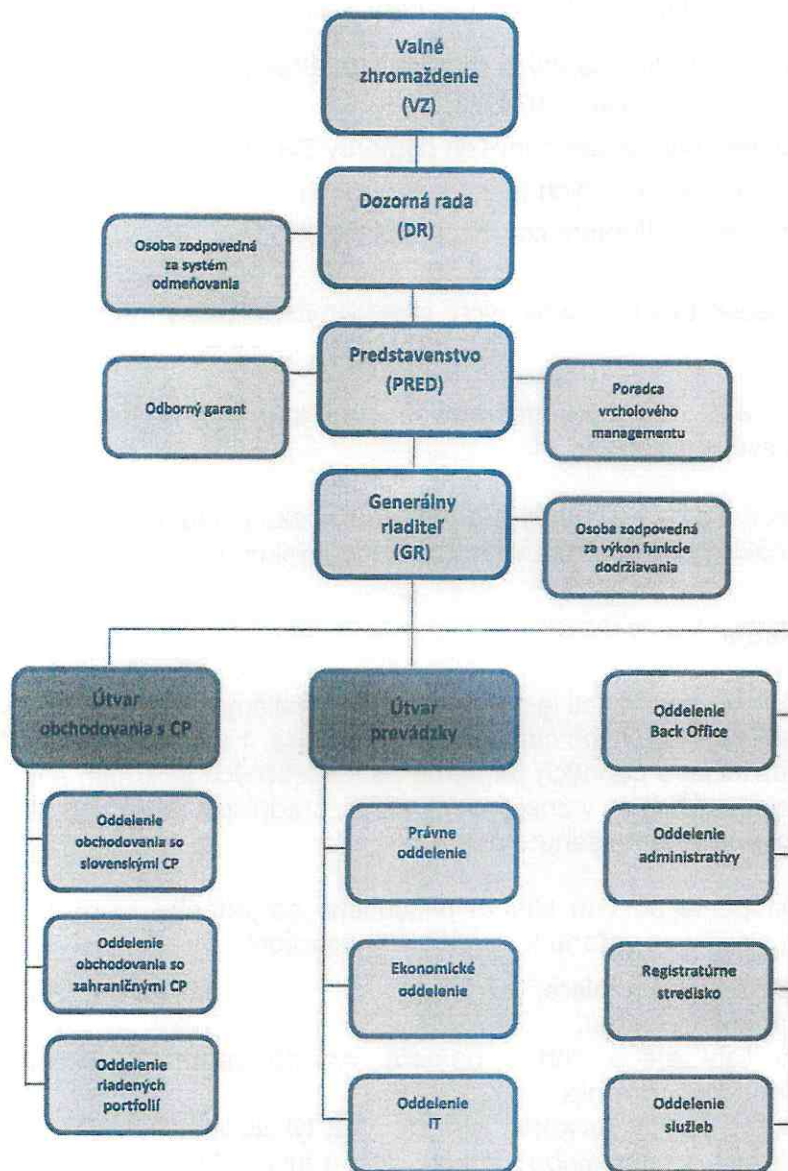 Valné
zhromaždenie
(VZ)
Dozorná rada
(DR)
Osoba zodpovedná
za systém
odmeňovania
Predstavenstvo
(PRED)
Odborný garant
Poradca
vrcholového
managementu
Generálny
riaditeľ
(GR)
Osoba zodpovedná
za výkon funkcie
dodržiavania
Útvar
obchodovania s CP
Oddelenie
obchodovania so
slovenskými CP
Oddelenie
obchodovania so
zahraničnými CP
Oddelenie
riadených
portfolií
Útvar
prevádzky
Právne
oddelenie
Ekonomické
oddelenie
Oddelenie
IT
Oddelenie
Back Office
Oddelenie
administratívy
Registratúrne
stredisko
Oddelenie
služieb